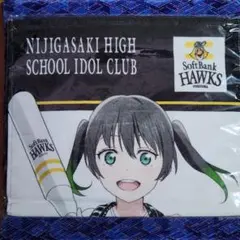 NIJIGASAKI HIGH
SCHOOL IDOL CLUB
SoftBank
HAWKS
SoftBank
HAWKS